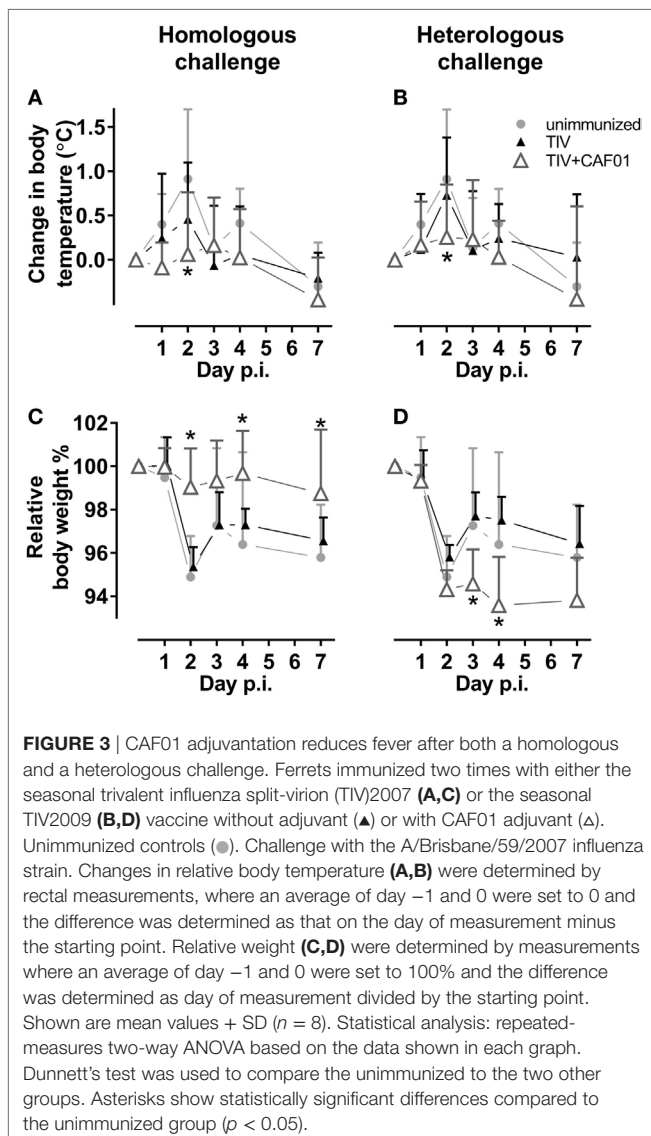 Homologous challenge
Heterologous challenge
A
B
unimmunized
TIV
TIV+CAF01
Change in body temperature (°C)
1.5
1.0
0.5
0.0
1 2 3 4 5 6 7
Day p.i.
1 2 3 4 5 6 7
Day p.i.
*
*
C
D
Relative body weight %
102
100
98
96
94
* * *
* *
1 2 3 4 5 6 7
Day p.i.
1 2 3 4 5 6 7
Day p.i.
FIGURE 3 | CAF01 adjuvantation reduces fever after both a homologous
and a heterologous challenge. Ferrets immunized two times with either the
seasonal trivalent influenza split-virion (TIV)2007 (A,C) or the seasonal
TIV2009 (B,D) vaccine without adjuvant (▲) or with CAF01 adjuvant (△).
Unimmunized controls (●). Challenge with the A/Brisbane/59/2007 influenza
strain. Changes in relative body temperature (A,B) were determined by
rectal measurements, where an average of day −1 and 0 were set to 0 and
the difference was determined as that on the day of measurement minus
the starting point. Relative weight (C,D) were determined by measurements
where an average of day −1 and 0 were set to 100% and the difference
was determined as day of measurement divided by the starting point.
Shown are mean values + SD (n = 8). Statistical analysis: repeated-
measures two-way ANOVA based on the data shown in each graph.
Dunnett's test was used to compare the unimmunized to the two other
groups. Asterisks show statistically significant differences compared to
the unimmunized group (p < 0.05).